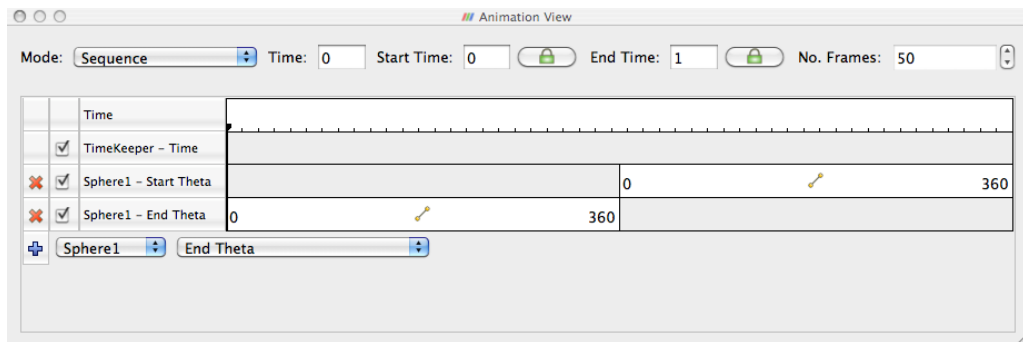 Animation View
Mode: Sequence Time: 0 Start Time: 0 End Time: 1 No. Frames: 50
Time
TimeKeeper – Time
Sphere1 – Start Theta 0 360
Sphere1 – End Theta 0 360
Sphere1 End Theta